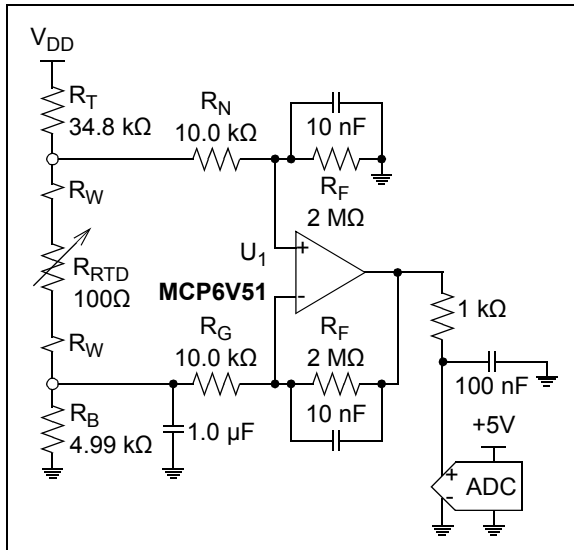 V_DD
R_T
34.8 kΩ
R_N
10.0 kΩ
10 nF
R_W
R_F
2 MΩ
U_1
+
-
MCP6V51
R_RTD
100Ω
1 kΩ
R_G
10.0 kΩ
R_F
2 MΩ
R_W
100 nF
10 nF
R_B
4.99 kΩ
1.0 µF
+5V
+
-
ADC